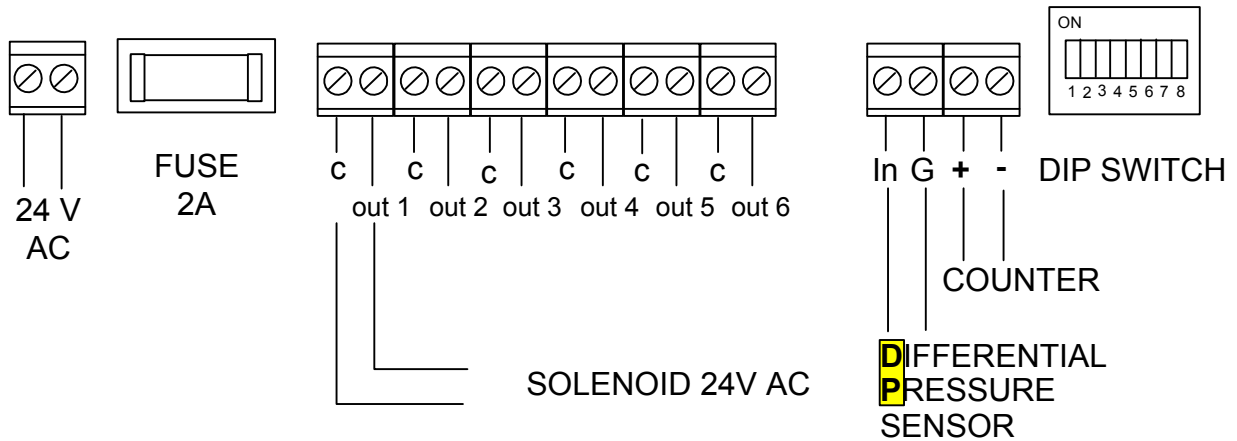 ON
1 2 3 4 5 6 7 8
24 V
AC
FUSE
2A
c c c c c c
out 1 out 2 out 3 out 4 out 5 out 6
In G + -
DIP SWITCH
COUNTER
SOLENOID 24V AC
DIFFERENTIAL
PRESSURE
SENSOR